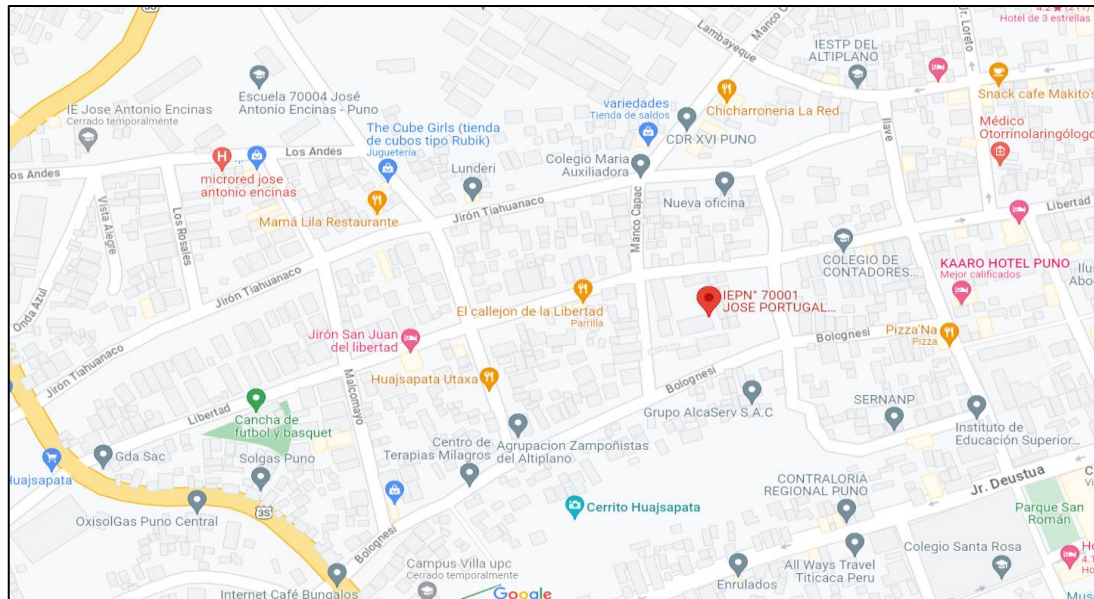 3S
Lambayeque
Manco C
Jr. Loreto
4.2★ (211)
Hotel de 3 estrellas
IESTP DEL
ALTIPLANO
Snack cafe Makito's
Escuela 70004 José
Antonio Encinas - Puno
IE Jose Antonio Encinas
Cerrado temporalmente
variedades
Tienda de saldos
Chicharroneria La Red
CDR XVI PUNO
Ilave
Médico
Otorrinolaringólogo
The Cube Girls (tienda
de cubos tipo Rubik)
Juguetería
Los Andes
Los Andes
microred jose
antonio encinas
Lunderi
Colegio Maria
Auxiliadora
Nueva oficina
Mamá Lila Restaurante
Jirón Tiahuanaco
Manco Capac
Libertad
Vista Alegre
Los Rosales
COLEGIO DE
CONTADORES...
KAARO HOTEL PUNO
Mejor calificados
Ilus
Abo
Onda Azul
Jirón Tiahuanaco
El callejon de la Libertad
Parrilla
IEPN° 70001
JOSE PORTUGAL...
Bolognesi
Pizza'Na
Pizza
Jirón San Juan
del libertad
Jirón Tiahuanaco
Malcomayo
Huajsapata Utaxa
Bolognesi
Grupo AlcaServ S.A.C
SERNANP
Libertad
Cancha de
futbol y basquet
Instituto de
Educación Superior...
Gda Sac
Solgas Puno
Centro de
Terapias Milagros
Agrupacion Zampoñistas
del Altiplano
Huajsapata
CONTRALORIA
REGIONAL PUNO
Jr. Deustua
Parque San
Román
OxisolGas Puno Central
3S
Cerrito Huajsapata
Bolognesi
Campus Villa upc
Cerrado temporalmente
Enrulados
All Ways Travel
Titicaca Peru
Colegio Santa Rosa
Internet Café Bungalos
Google